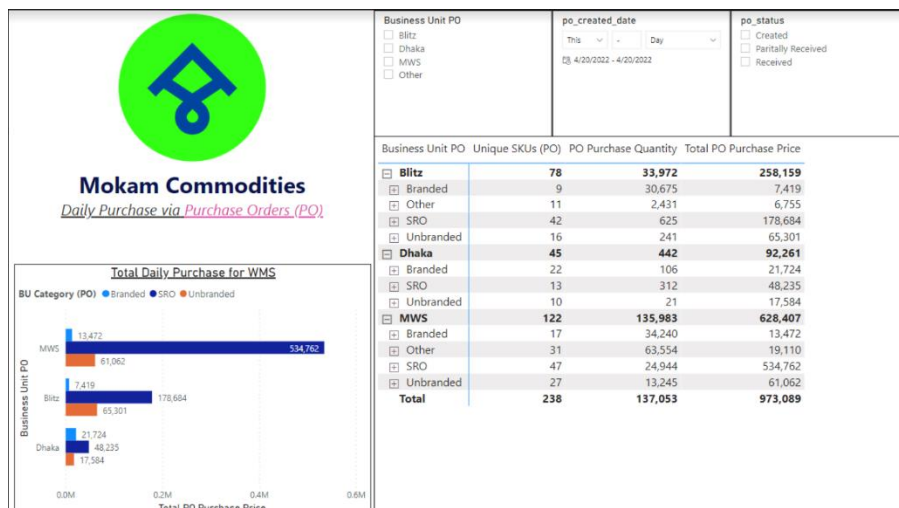 Mokam Commodities
Daily Purchase via Purchase Orders (PO)
Business Unit PO
Blitz
Dhaka
MWS
Other
po_created_date
This - Day
4/20/2022 - 4/20/2022
po_status
Created
Paritally Received
Received
Business Unit PO Unique SKUs (PO) PO Purchase Quantity Total PO Purchase Price
Blitz 78 33,972 258,159
Branded 9 30,675 7,419
Other 11 2,431 6,755
SRO 42 625 178,684
Unbranded 16 241 65,301
Dhaka 45 442 92,261
Branded 22 106 21,724
SRO 13 312 48,235
Unbranded 10 21 17,584
MWS 122 135,983 628,407
Branded 17 34,240 13,472
Other 31 63,554 19,110
SRO 47 24,944 534,762
Unbranded 27 13,245 61,062
Total 238 137,053 973,089
Total Daily Purchase for WMS
BU Category (PO) Branded SRO Unbranded
Business Unit PO
MWS
13,472
534,762
61,062
Blitz
7,419
178,684
65,301
Dhaka
21,724
48,235
17,584
0.0M 0.2M 0.4M 0.6M
Total PO Purchase Price